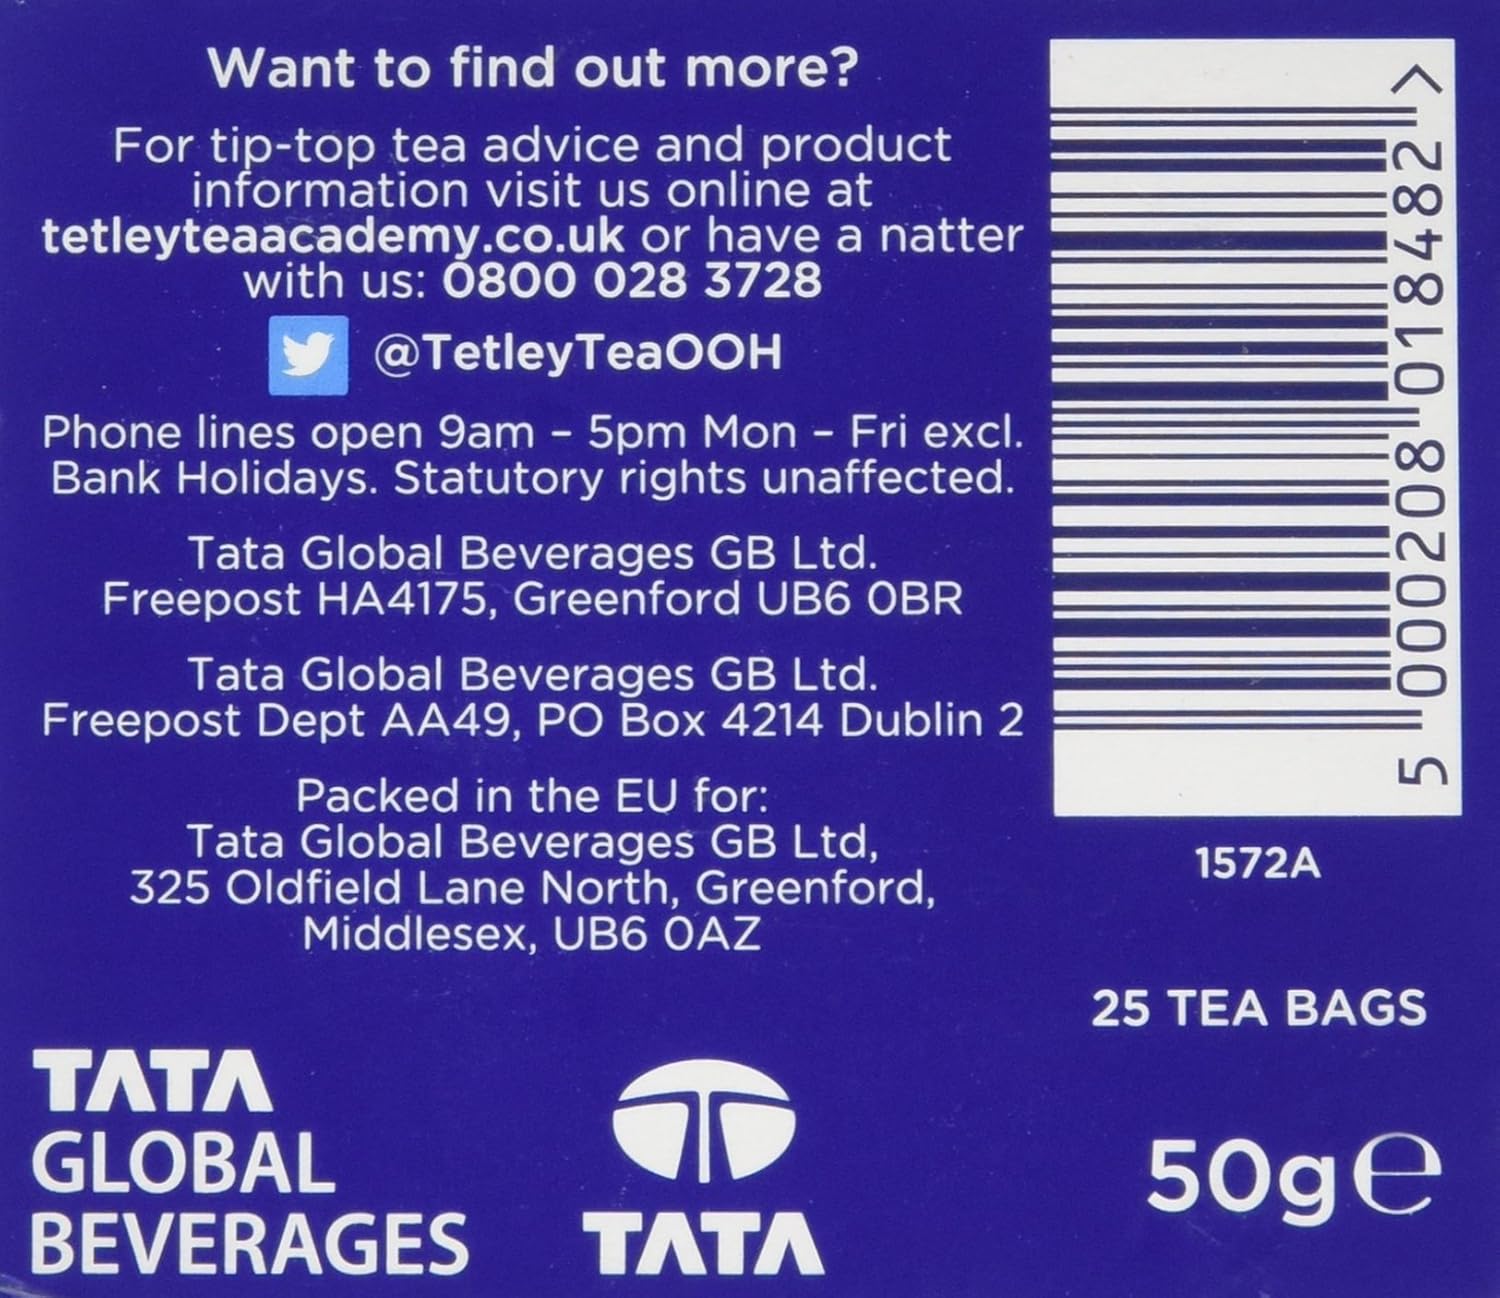 Want to find out more?
For tip-top tea advice and product
information visit us online at
tetleyteaacademy.co.uk or have a natter
with us: 0800 028 3728
@TetleyTeaOOH
Phone lines open 9am – 5pm Mon – Fri excl.
Bank Holidays. Statutory rights unaffected.
Tata Global Beverages GB Ltd.
Freepost HA4175, Greenford UB6 0BR
Tata Global Beverages GB Ltd.
Freepost Dept AA49, PO Box 4214 Dublin 2
Packed in the EU for:
Tata Global Beverages GB Ltd,
325 Oldfield Lane North, Greenford,
Middlesex, UB6 0AZ
TATA
GLOBAL
BEVERAGES
TATA
5 000208 018482 >
1572A
25 TEA BAGS
50g℮